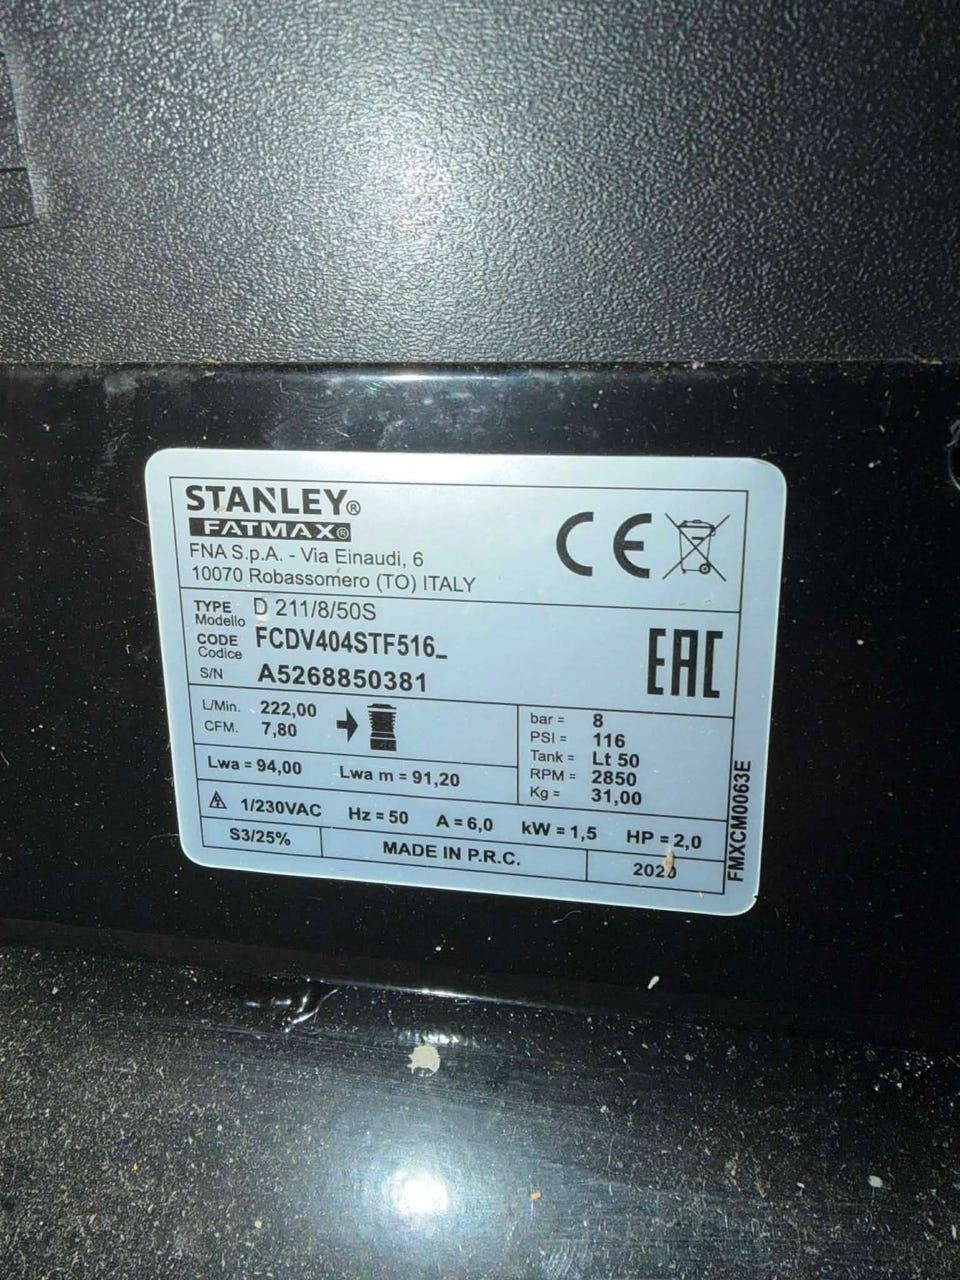 STANLEY®
FATMAX®
FNA S.p.A. - Via Einaudi, 6
10070 Robassomero (TO) ITALY
CE
TYPE Modello D 211/8/50S
CODE Codice FCDV404STF516_
S/N A5268850381
EAC
L/Min. 222,00
CFM. 7,80
bar = 8
PSI = 116
Tank = Lt 50
RPM = 2850
Kg = 31,00
Lwa = 94,00 Lwa m = 91,20
1/230VAC Hz = 50 A = 6,0 kW = 1,5 HP = 2,0
S3/25% MADE IN P.R.C. 2020
FMXCM0063E